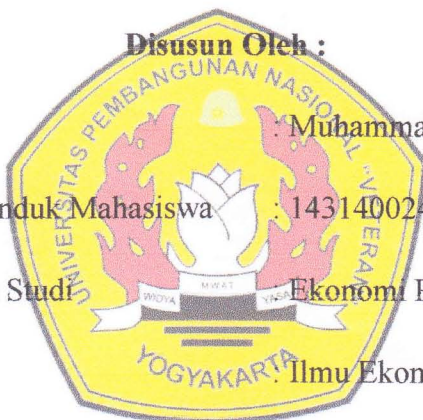 Disusun Oleh :
UNIVERSITAS PEMBANGUNAN NASIONAL "VETERAN"
: Muhamma
nduk Mahasiswa : 143140024
Studi : Ekonomi P
WIDYA MWAT YASA
YOGYAKARTA
: Ilmu Ekon